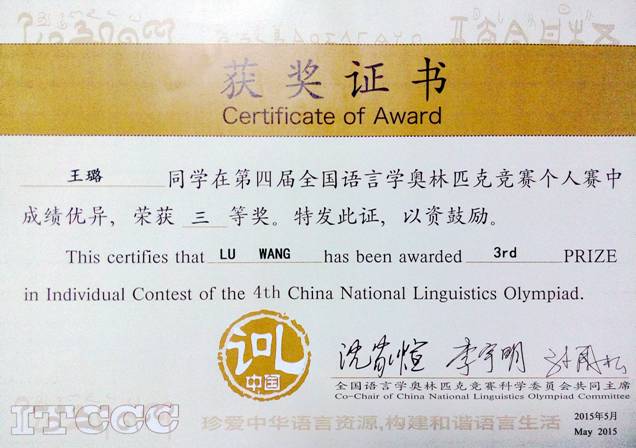 获奖证书
Certificate of Award
王璐 同学在第四届全国语言学奥林匹克竞赛个人赛中
成绩优异，荣获 三 等奖。特发此证，以资鼓励。
This certifies that LU WANG has been awarded 3rd PRIZE
in Individual Contest of the 4th China National Linguistics Olympiad.
中国
李宇明
全国语言学奥林匹克竞赛科学委员会共同主席
Co-Chair of China National Linguistics Olympiad Committee
ITCCC
珍爱中华语言资源，构建和谐语言生活
2015年5月
May 2015